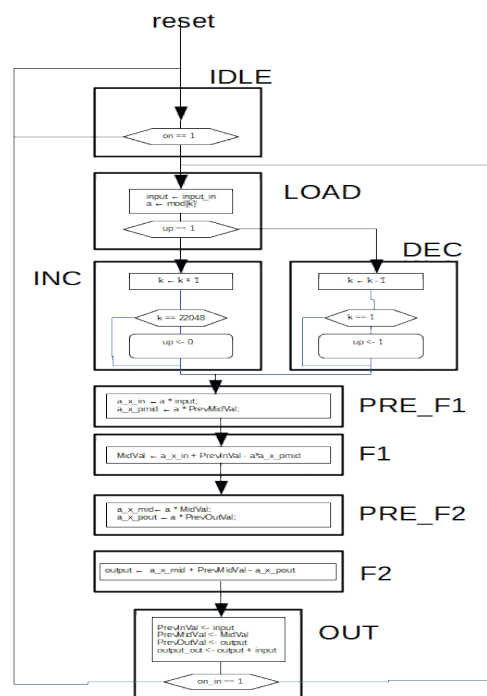 reset
IDLE
on == 1
LOAD
input ← input_in
a ← mod[k]
up == 1
INC
k ← k + 1
k == 22048
up <- 0
DEC
k ← k - 1
k == 1
up <- 1
PRE_F1
a_x_in ← a * input;
a_x_pmid ← a * PrevMidVal;
F1
MidVal ← a_x_in + PrevInVal - a*a_x_pmid
PRE_F2
a_x_mid← a * MidVal;
a_x_pout ← a * PrevOutVal;
F2
output ← a_x_mid + PrevMidVal - a_x_pout
OUT
PrevInVal <- input
PrevMidVal <- MidVal
PrevOutVal <- output
output_out <- output + input
on_in == 1